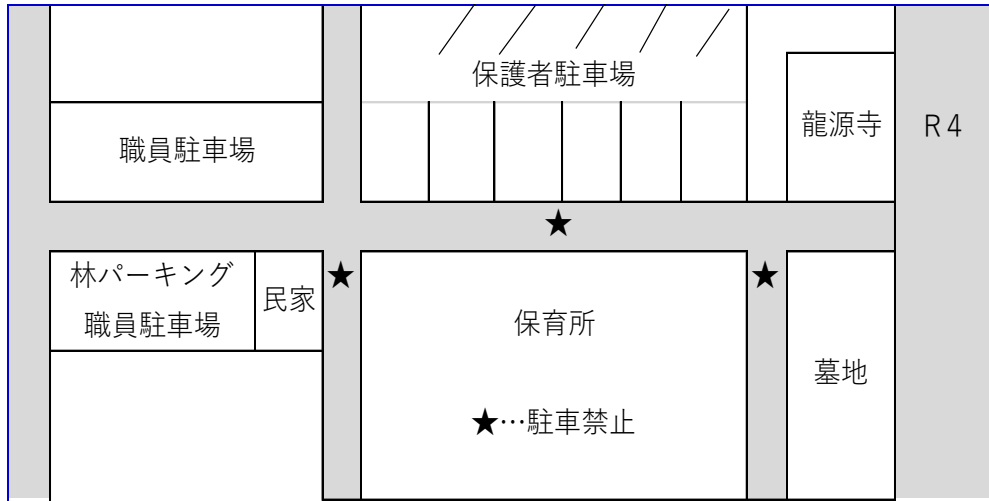 保護者駐車場
職員駐車場
龍源寺
R4
★
★
★
林パーキング
職員駐車場
民家
保育所
墓地
★…駐車禁止